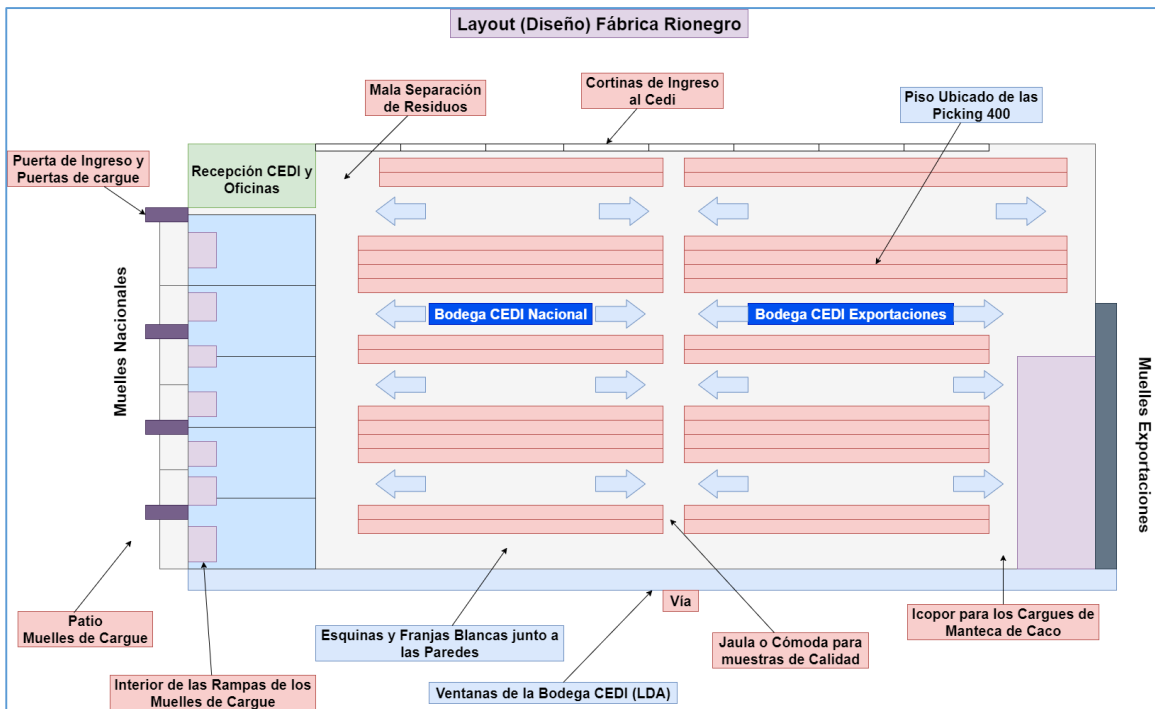 Layout (Diseño) Fábrica Rionegro
Mala Separación
de Residuos
Cortinas de Ingreso
al Cedi
Piso Ubicado de las
Picking 400
Puerta de Ingreso y
Puertas de cargue
Recepción CEDI y
Oficinas
Muelles Nacionales
Bodega CEDI Nacional
Bodega CEDI Exportaciones
Muelles Exportaciones
Patio
Muelles de Cargue
Interior de las Rampas de los
Muelles de Cargue
Esquinas y Franjas Blancas junto a
las Paredes
Ventanas de la Bodega CEDI (LDA)
Vía
Jaula o Cómoda para
muestras de Calidad
Icopor para los Cargues de
Manteca de Caco